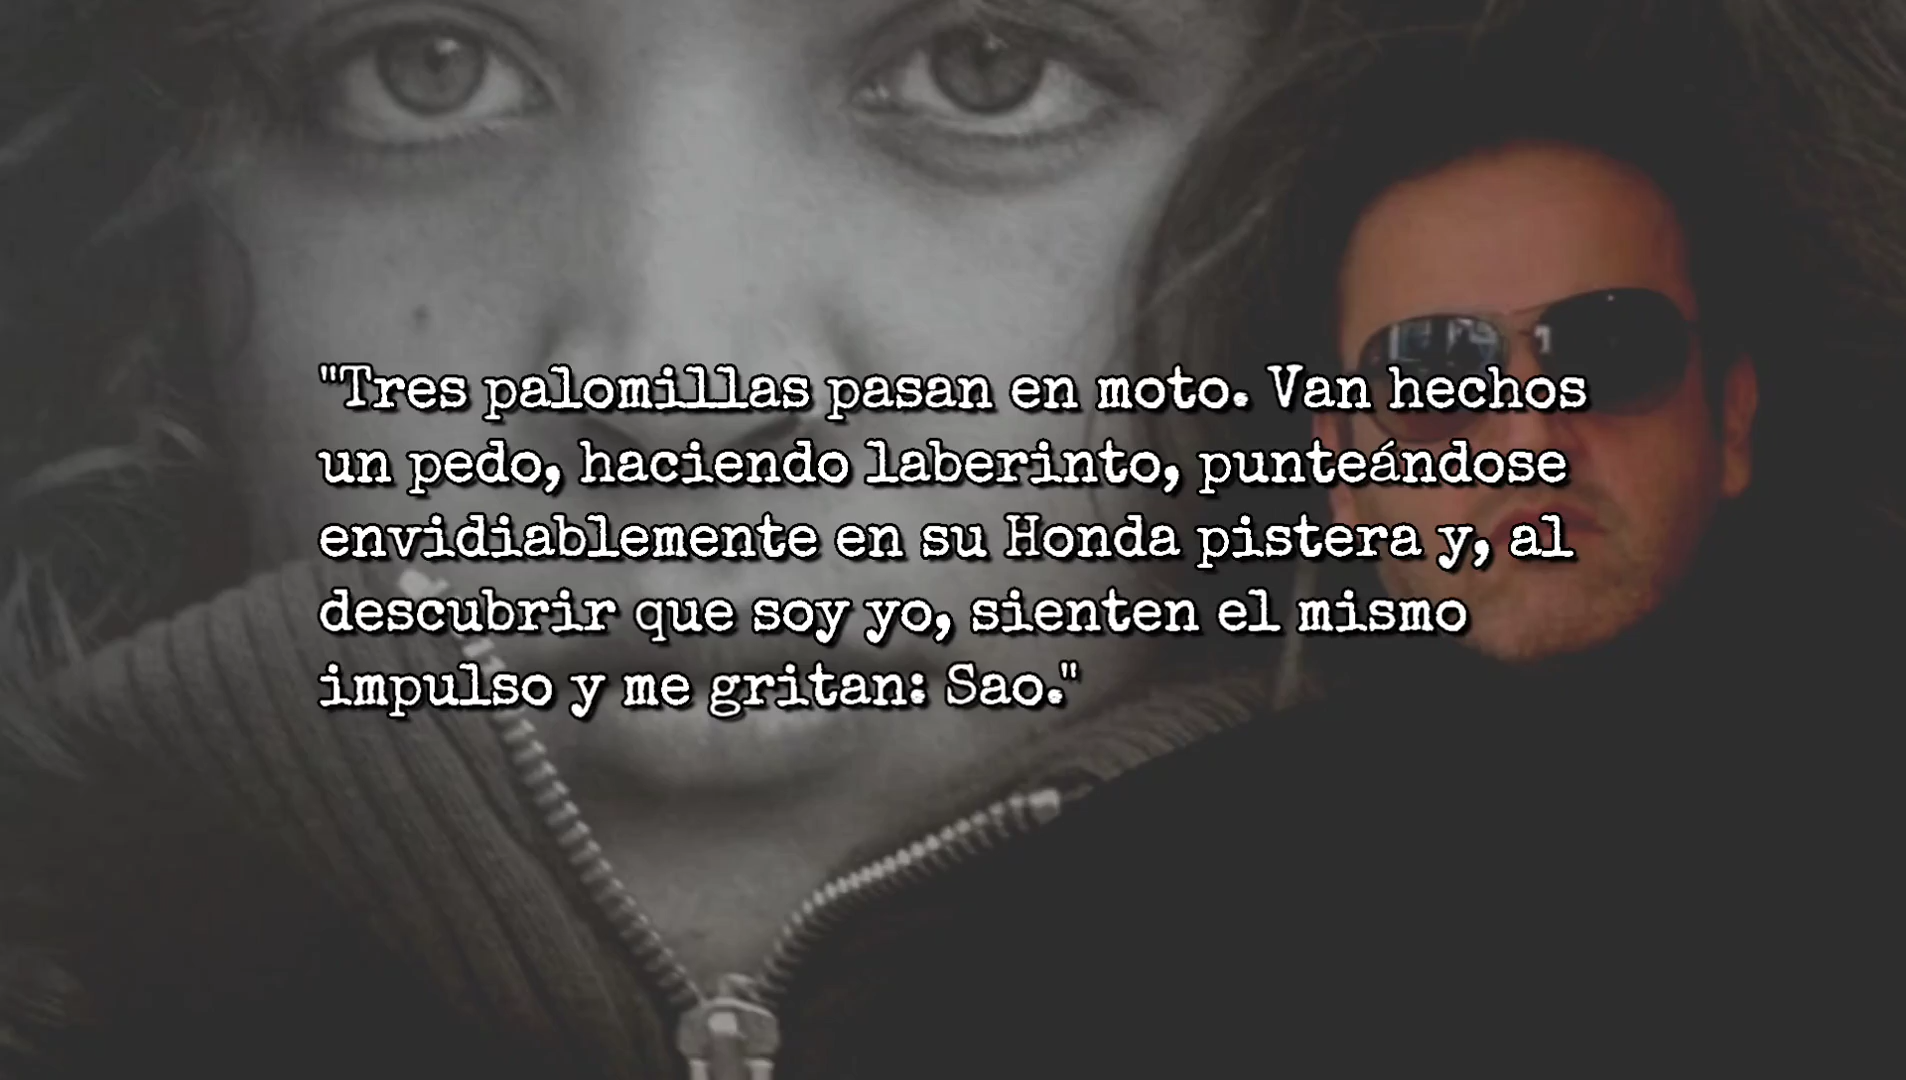 "Tres palomillas pasan en moto. Van hechos
un pedo, haciendo laberinto, punteándose
envidiablemente en su Honda pistera y, al
descubrir que soy yo, sienten el mismo
impulso y me gritan: Sao."